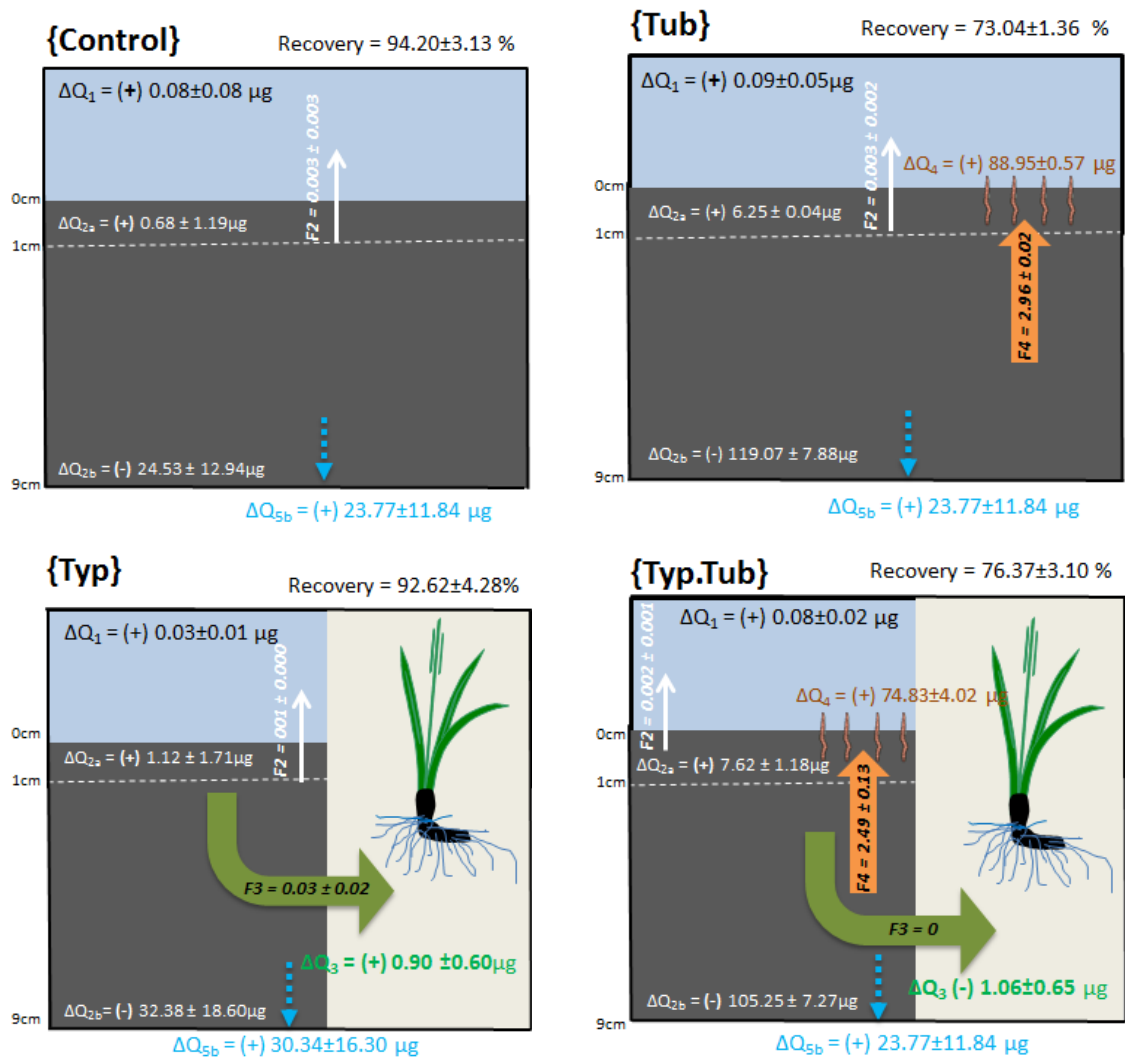 {Control}
Recovery = 94.20±3.13 %
ΔQ1 = (+) 0.08±0.08 µg
F2 = 0.003 ± 0.003
0cm
ΔQ2a = (+) 0.68 ± 1.19µg
1cm
ΔQ2b = (-) 24.53 ± 12.94µg
9cm
ΔQ5b = (+) 23.77±11.84 µg
{Tub}
Recovery = 73.04±1.36 %
ΔQ1 = (+) 0.09±0.05µg
F2 = 0.003 ± 0.002
ΔQ4 = (+) 88.95±0.57 µg
0cm
ΔQ2a = (+) 6.25 ± 0.04µg
1cm
F4 = 2.96 ± 0.02
ΔQ2b = (-) 119.07 ± 7.88µg
9cm
ΔQ5b = (+) 23.77±11.84 µg
{Typ}
Recovery = 92.62±4.28%
ΔQ1 = (+) 0.03±0.01 µg
F2 = 001 ± 0.000
0cm
ΔQ2a = (+) 1.12 ± 1.71µg
1cm
F3 = 0.03 ± 0.02
ΔQ3 = (+) 0.90 ±0.60µg
ΔQ2b= (-) 32.38 ± 18.60µg
9cm
ΔQ5b = (+) 30.34±16.30 µg
{Typ.Tub}
Recovery = 76.37±3.10 %
ΔQ1 = (+) 0.08±0.02 µg
F2 = 0.002 ± 0.001
ΔQ4 = (+) 74.83±4.02 µg
0cm
ΔQ2a = (+) 7.62 ± 1.18µg
1cm
F4 = 2.49 ± 0.13
F3 = 0
ΔQ3 (-) 1.06±0.65 µg
ΔQ2b = (-) 105.25 ± 7.27µg
9cm
ΔQ5b = (+) 23.77±11.84 µg